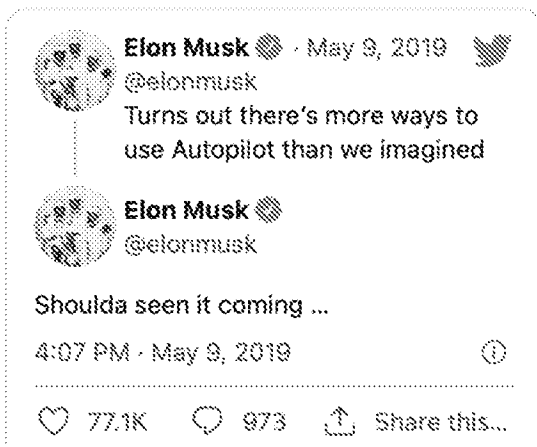 Elon Musk · May 9, 2019
@elonmusk
Turns out there's more ways to
use Autopilot than we imagined
Elon Musk
@elonmusk
Shoulda seen it coming ...
4:07 PM · May 9, 2019
77.1K 973 Share this...